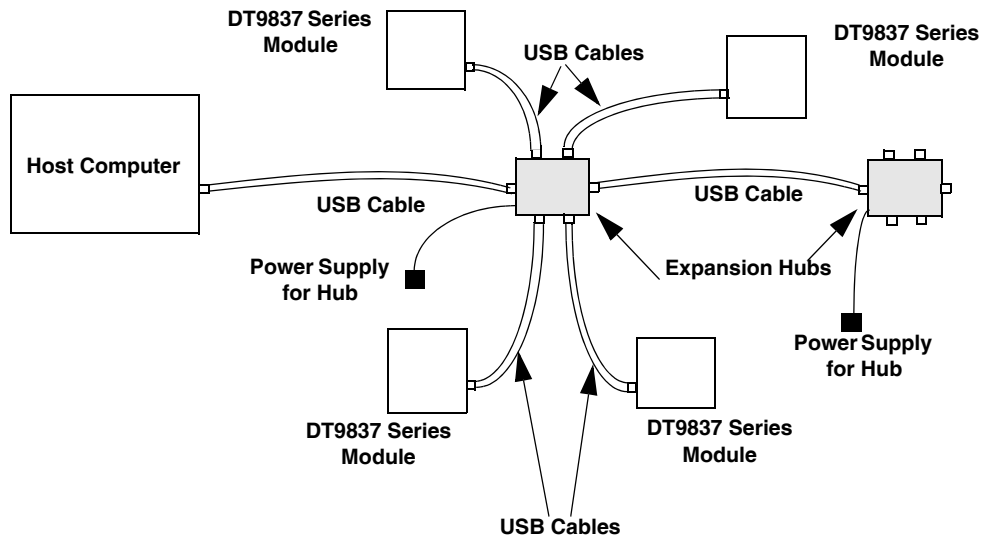 DT9837 Series
Module
USB Cables
DT9837 Series
Module
Host Computer
USB Cable
USB Cable
Power Supply
for Hub
Expansion Hubs
Power Supply
for Hub
DT9837 Series
Module
DT9837 Series
Module
USB Cables